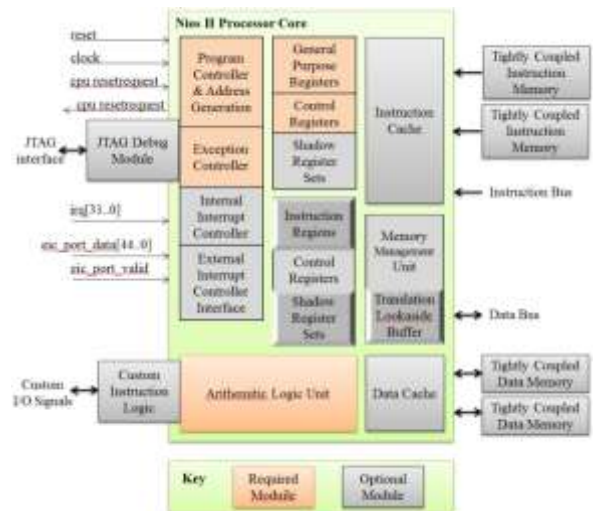 Nios II Processor Core
reset
clock
cpu resetrequest
cpu resetrequest
JTAG
interface
JTAG Debug
Module
irq[33..0]
eic_port_data[44..0]
eic_port_valid
Custom
I/O Signals
Custom
Instruction
Logic
Program
Controller
& Address
Generation
Exception
Controller
Internal
Interrupt
Controller
External
Interrupt
Controller
Interface
General
Purpose
Registers
Control
Registers
Shadow
Register
Sets
Instruction
Regions
Control
Registers
Shadow
Register
Sets
Arithmatic Logic Unit
Instruction
Cache
Memory
Management
Unit
Translation
Lookaside
Buffer
Data Cache
Tightly Coupled
Instruction
Memory
Tightly Coupled
Instruction
Memory
Instruction Bus
Data Bus
Tightly Coupled
Data Memory
Tightly Coupled
Data Memory
Key
Required
Module
Optional
Module